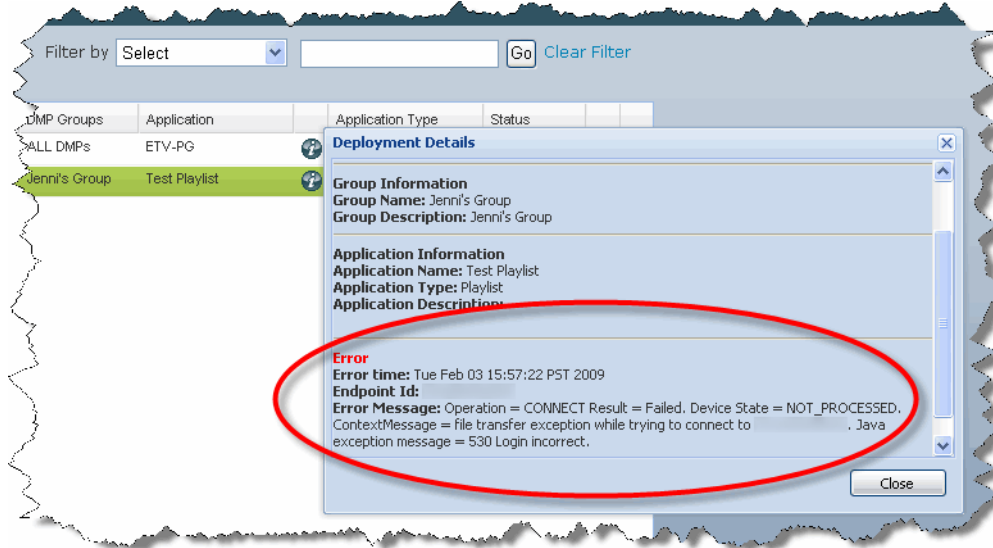 Filter by Select Go Clear Filter
DMP Groups Application Application Type Status
ALL DMPs ETV-PG
Jenni's Group Test Playlist
Deployment Details
Group Information
Group Name: Jenni's Group
Group Description: Jenni's Group
Application Information
Application Name: Test Playlist
Application Type: Playlist
Application Description:
Error
Error time: Tue Feb 03 15:57:22 PST 2009
Endpoint Id:
Error Message: Operation = CONNECT Result = Failed. Device State = NOT_PROCESSED.
ContextMessage = file transfer exception while trying to connect to . Java
exception message = 530 Login incorrect.
Close